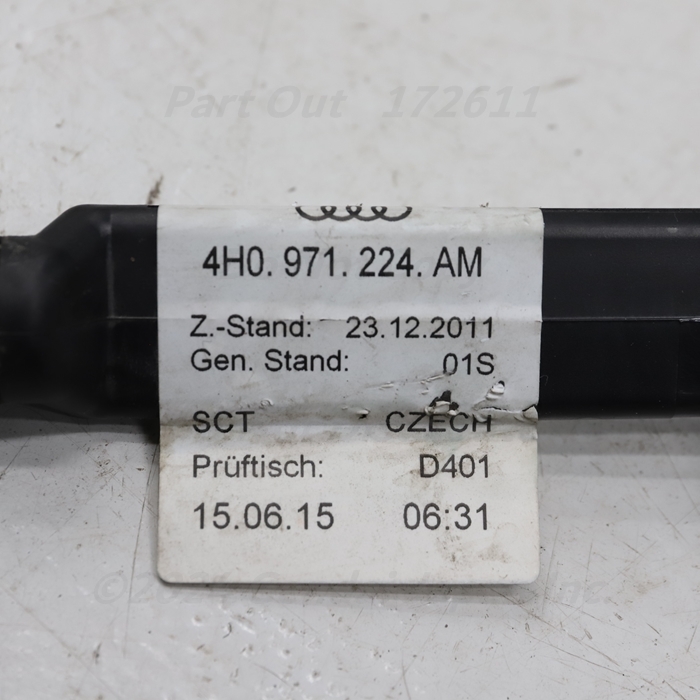 Part Out 172611
4H0. 971. 224. AM
Z.-Stand: 23.12.2011
Gen. Stand: 01S
SCT CZECH
Prüftisch: D401
15.06.15 06:31